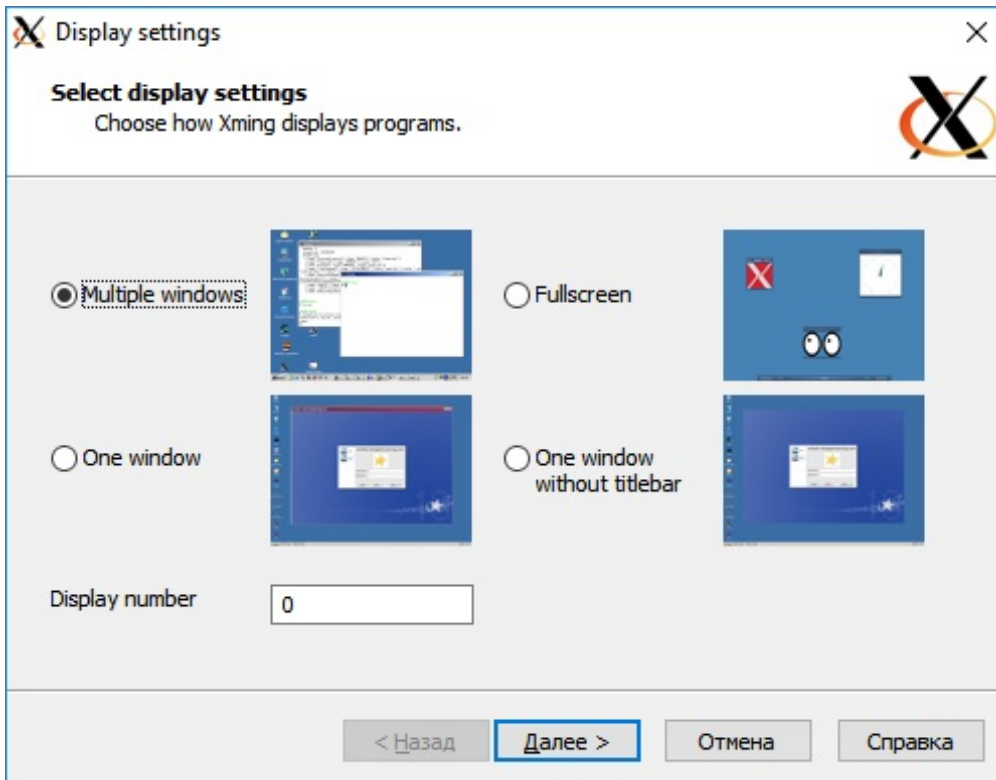 Display settings
Select display settings
Choose how Xming displays programs.
Multiple windows
Fullscreen
One window
One window
without titlebar
Display number
0
< Назад
Далее >
Отмена
Справка